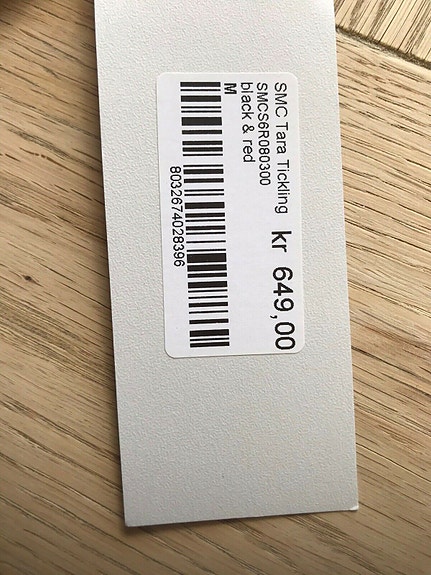 SMC Tara Tickling
SMCS6R080300
black & red
M
kr 649,00
8032674028396